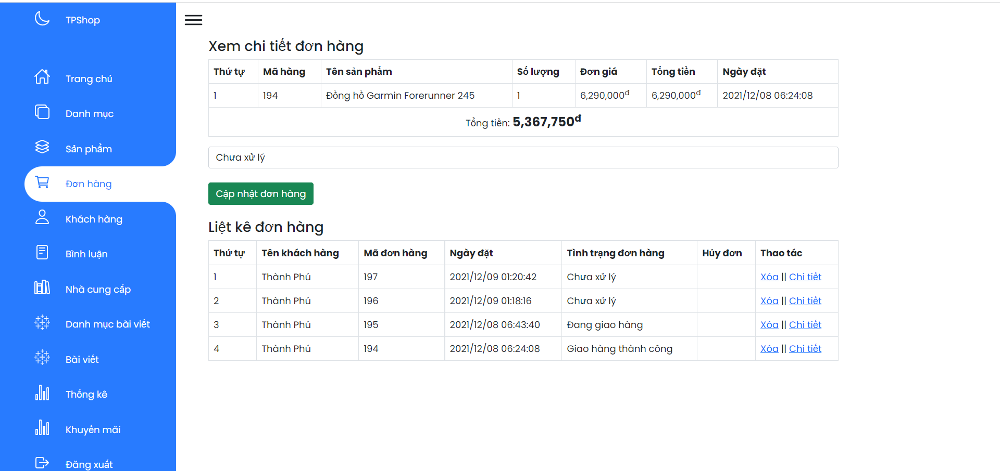 TPShop
Trang chủ
Danh mục
Sản phẩm
Đơn hàng
Khách hàng
Bình luận
Nhà cung cấp
Danh mục bài viết
Bài viết
Thống kê
Khuyến mãi
Đăng xuất
Xem chi tiết đơn hàng
Thứ tự Mã hàng Tên sản phẩm Số lượng Đơn giá Tổng tiền Ngày đặt
1 194 Đồng hồ Garmin Forerunner 245 1 6,290,000đ 6,290,000đ 2021/12/08 06:24:08
Tổng tiền: 5,367,750đ
Chưa xử lý
Cập nhật đơn hàng
Liệt kê đơn hàng
Thứ tự Tên khách hàng Mã đơn hàng Ngày đặt Tình trạng đơn hàng Hủy đơn Thao tác
1 Thành Phú 197 2021/12/09 01:20:42 Chưa xử lý Xóa || Chi tiết
2 Thành Phú 196 2021/12/09 01:18:16 Chưa xử lý Xóa || Chi tiết
3 Thành Phú 195 2021/12/08 06:43:40 Đang giao hàng Xóa || Chi tiết
4 Thành Phú 194 2021/12/08 06:24:08 Giao hàng thành công Xóa || Chi tiết